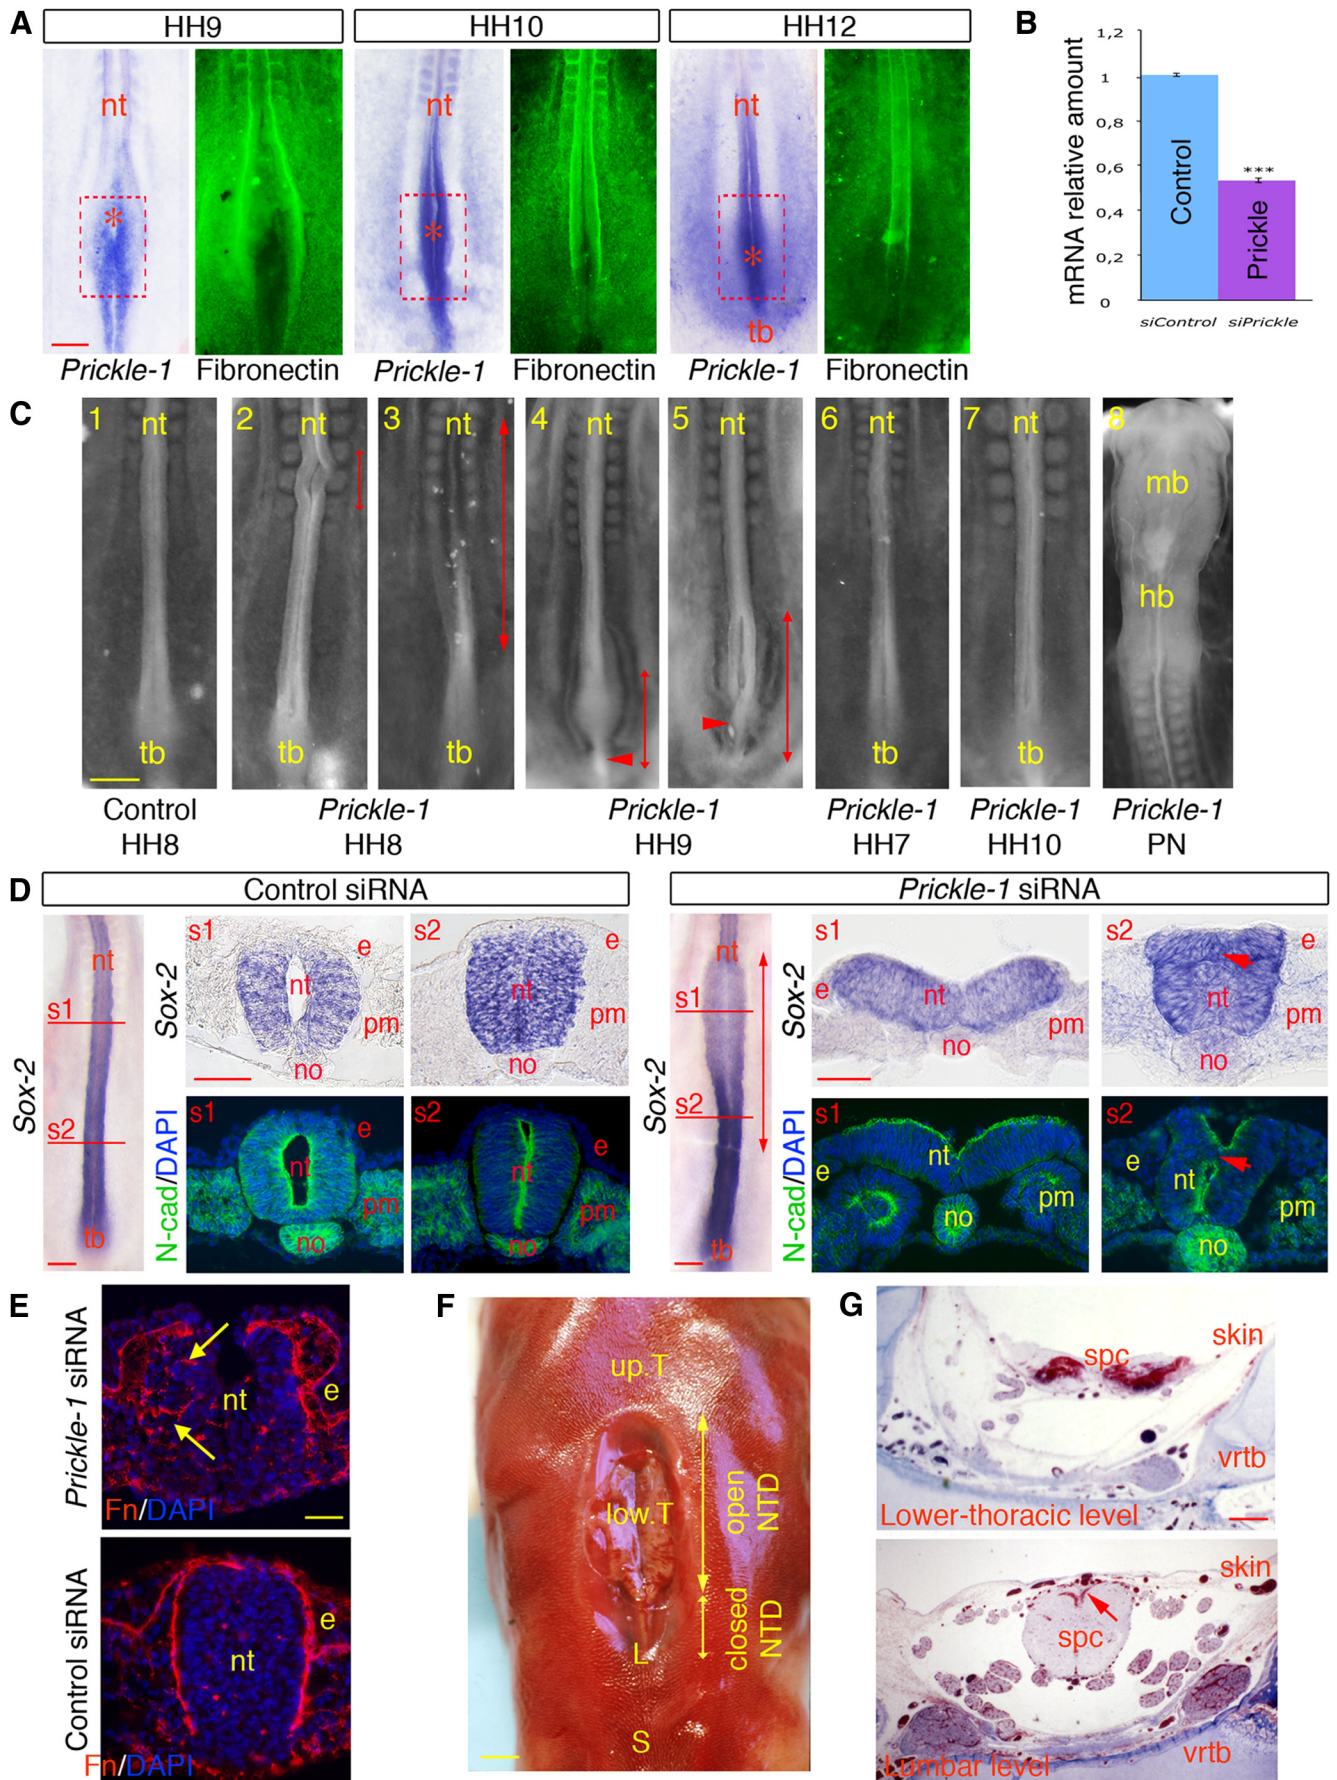 A
HH9
HH10
HH12
nt
*
nt
*
nt
*
tb
Prickle-1
Fibronectin
Prickle-1
Fibronectin
Prickle-1
Fibronectin
B
mRNA relative amount
1,2
1
0,8
0,6
0,4
0,2
0
Control
***
Prickle
siControl
siPrickle
C
1
nt
tb
2
nt
tb
3
nt
tb
4
nt
5
nt
6
nt
tb
7
nt
tb
8
mb
hb
Control
HH8
Prickle-1
HH8
Prickle-1
HH9
Prickle-1
HH7
Prickle-1
HH10
Prickle-1
PN
D
Control siRNA
Prickle-1 siRNA
Sox-2
nt
s1
s2
tb
Sox-2
s1
e
nt
pm
no
s2
e
nt
pm
no
N-cad/DAPI
s1
e
nt
pm
no
s2
e
nt
pm
no
Sox-2
nt
s1
s2
tb
Sox-2
s1
e
nt
pm
no
s2
e
nt
pm
no
N-cad/DAPI
s1
e
nt
pm
no
s2
e
nt
pm
no
E
Prickle-1 siRNA
nt
e
Fn/DAPI
Control siRNA
nt
e
Fn/DAPI
F
up.T
low.T
open
NTD
closed
NTD
L
S
G
spc
skin
vrtb
Lower-thoracic level
skin
spc
vrtb
Lumbar level